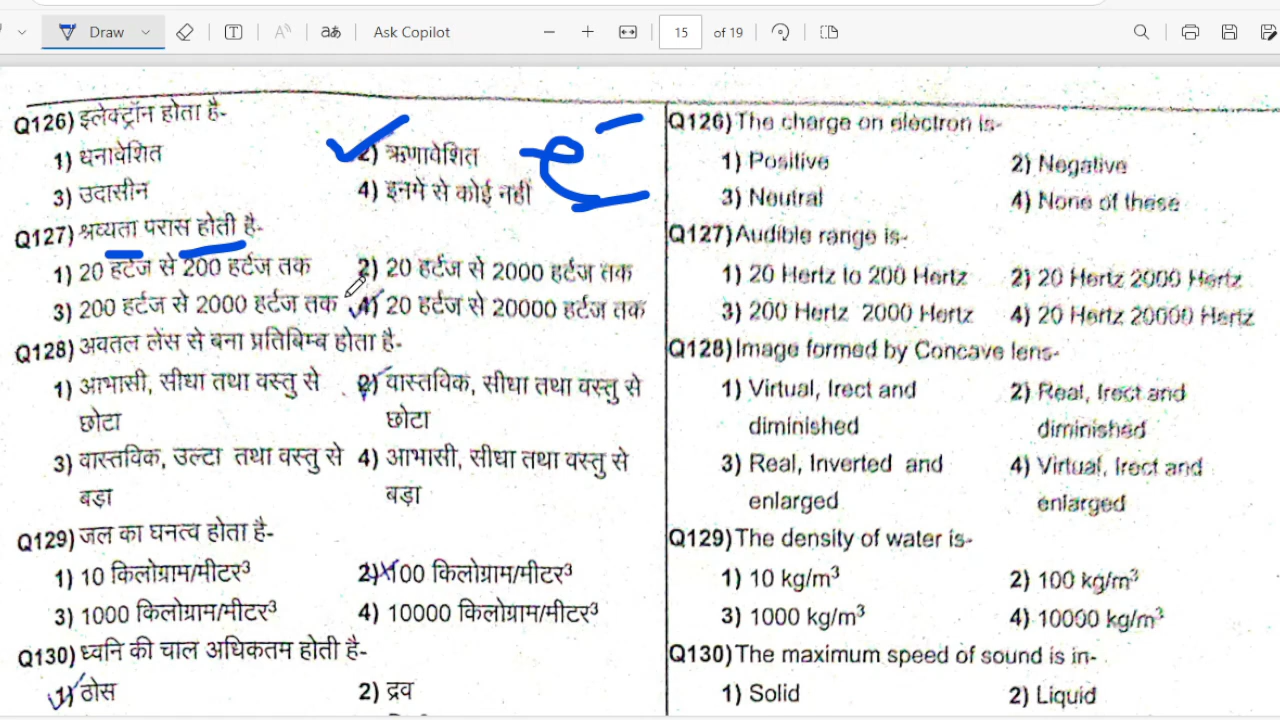 Draw
Ask Copilot
15 of 19
Q126) इलेक्ट्रॉन होता है-
1) धनावेशित
2) ऋणावेशित
3) उदासीन
4) इनमें से कोई नहीं
e⁻
Q127) श्रव्यता परास होती है-
1) 20 हर्टज से 200 हर्टज तक
2) 20 हर्टज से 2000 हर्टज तक
3) 200 हर्टज से 2000 हर्टज तक
4) 20 हर्टज से 20000 हर्टज तक
Q128) अवतल लेंस से बना प्रतिबिम्ब होता है-
1) आभासी, सीधा तथा वस्तु से
छोटा
2) वास्तविक, सीधा तथा वस्तु से
छोटा
3) वास्तविक, उल्टा तथा वस्तु से
बड़ा
4) आभासी, सीधा तथा वस्तु से
बड़ा
Q129) जल का घनत्व होता है-
1) 10 किलोग्राम/मीटर³
2) 100 किलोग्राम/मीटर³
3) 1000 किलोग्राम/मीटर³
4) 10000 किलोग्राम/मीटर³
Q130) ध्वनि की चाल अधिकतम होती है-
1) ठोस
2) द्रव
Q126) The charge on electron is-
1) Positive
2) Negative
3) Neutral
4) None of these
Q127) Audible range is-
1) 20 Hertz to 200 Hertz
2) 20 Hertz 2000 Hertz
3) 200 Hertz 2000 Hertz
4) 20 Hertz 20000 Hertz
Q128) Image formed by Concave lens-
1) Virtual, Irect and
diminished
2) Real, Irect and
diminished
3) Real, Inverted and
enlarged
4) Virtual, Irect and
enlarged
Q129) The density of water is-
1) 10 kg/m³
2) 100 kg/m³
3) 1000 kg/m³
4) 10000 kg/m³
Q130) The maximum speed of sound is in-
1) Solid
2) Liquid